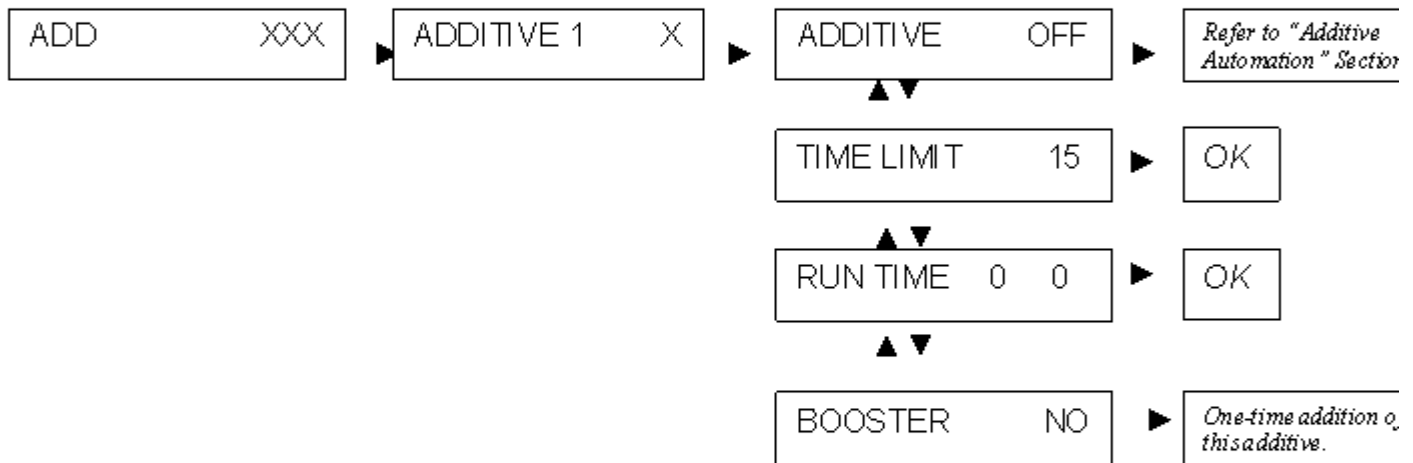 ADD XXX
ADDITIVE 1 X
ADDITIVE OFF
Refer to "Additive
Automation" Section
TIME LIMIT 15
OK
RUN TIME 0 0
OK
BOOSTER NO
One-time addition
this additive.